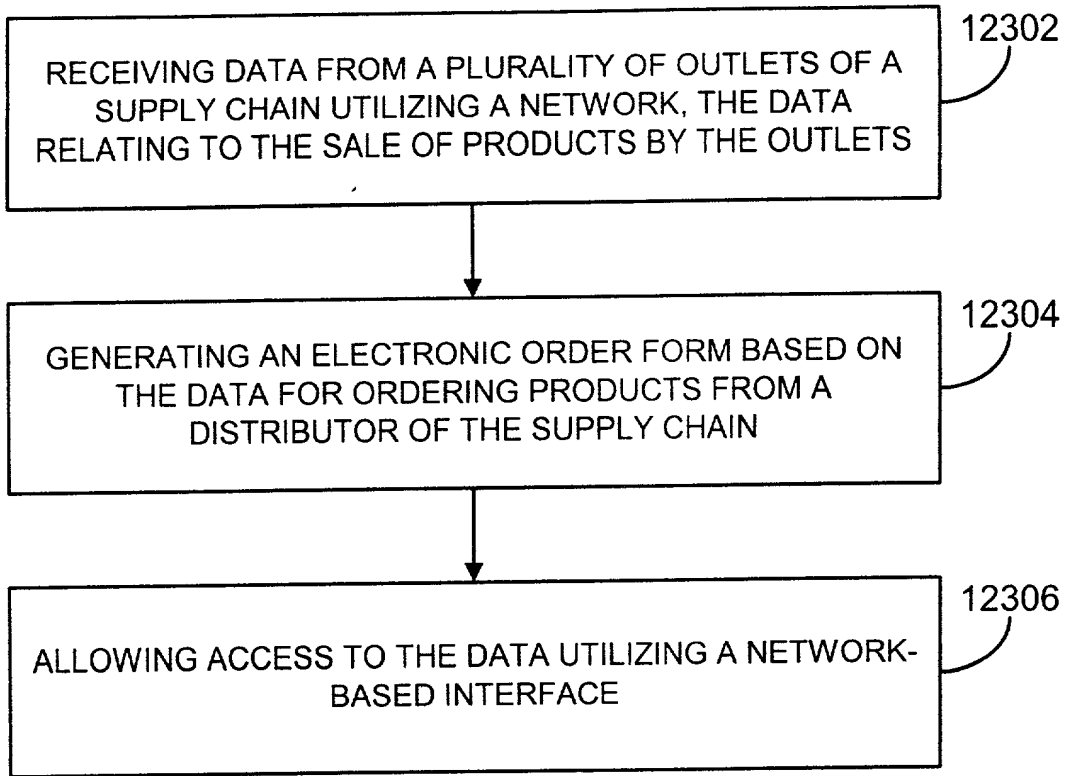 12302
RECEIVING DATA FROM A PLURALITY OF OUTLETS OF A
SUPPLY CHAIN UTILIZING A NETWORK, THE DATA
RELATING TO THE SALE OF PRODUCTS BY THE OUTLETS
12304
GENERATING AN ELECTRONIC ORDER FORM BASED ON
THE DATA FOR ORDERING PRODUCTS FROM A
DISTRIBUTOR OF THE SUPPLY CHAIN
12306
ALLOWING ACCESS TO THE DATA UTILIZING A NETWORK-
BASED INTERFACE